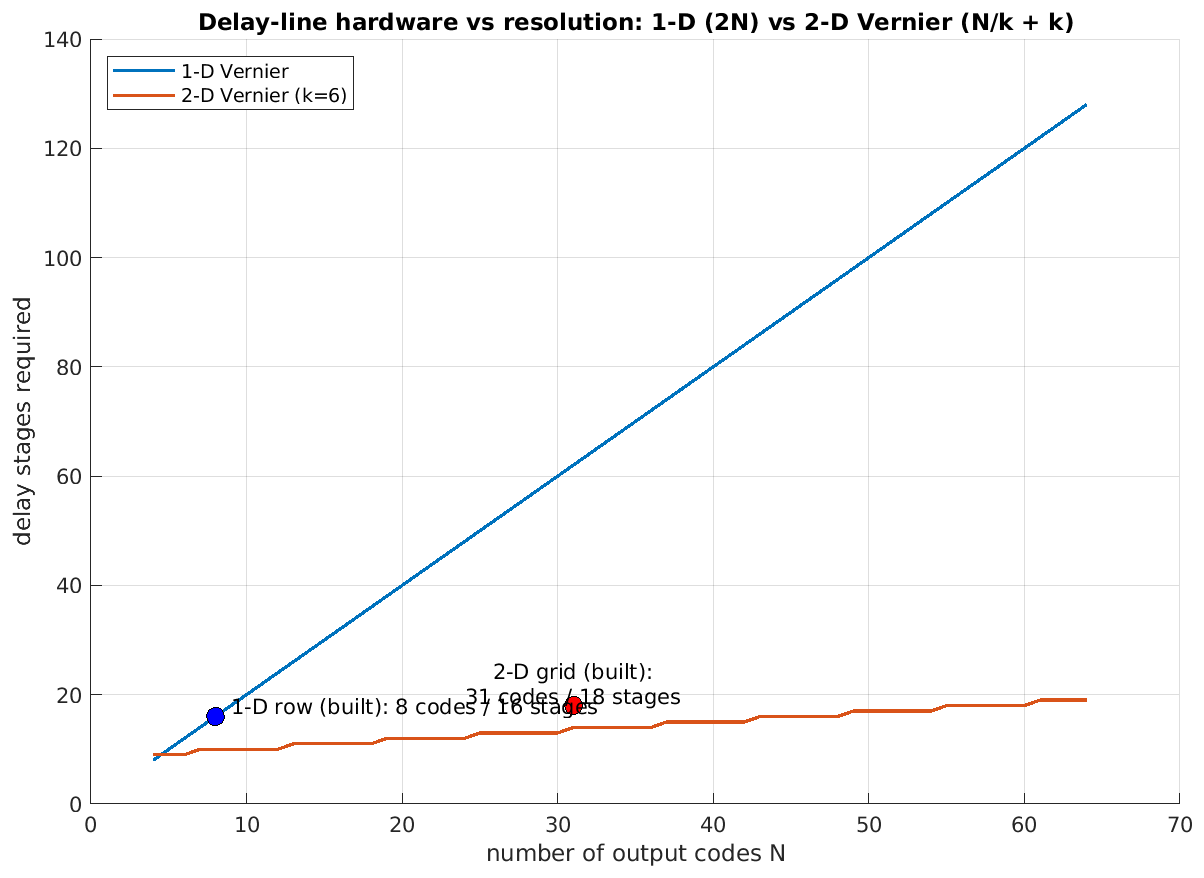 Delay-line hardware vs resolution: 1-D (2N) vs 2-D Vernier (N/k + k)
140
120
100
80
60
40
20
0
delay stages required
1-D Vernier
2-D Vernier (k=6)
2-D grid (built):
31 codes / 18 stages
1-D row (built): 8 codes / 16 stages
0 10 20 30 40 50 60 70
number of output codes N